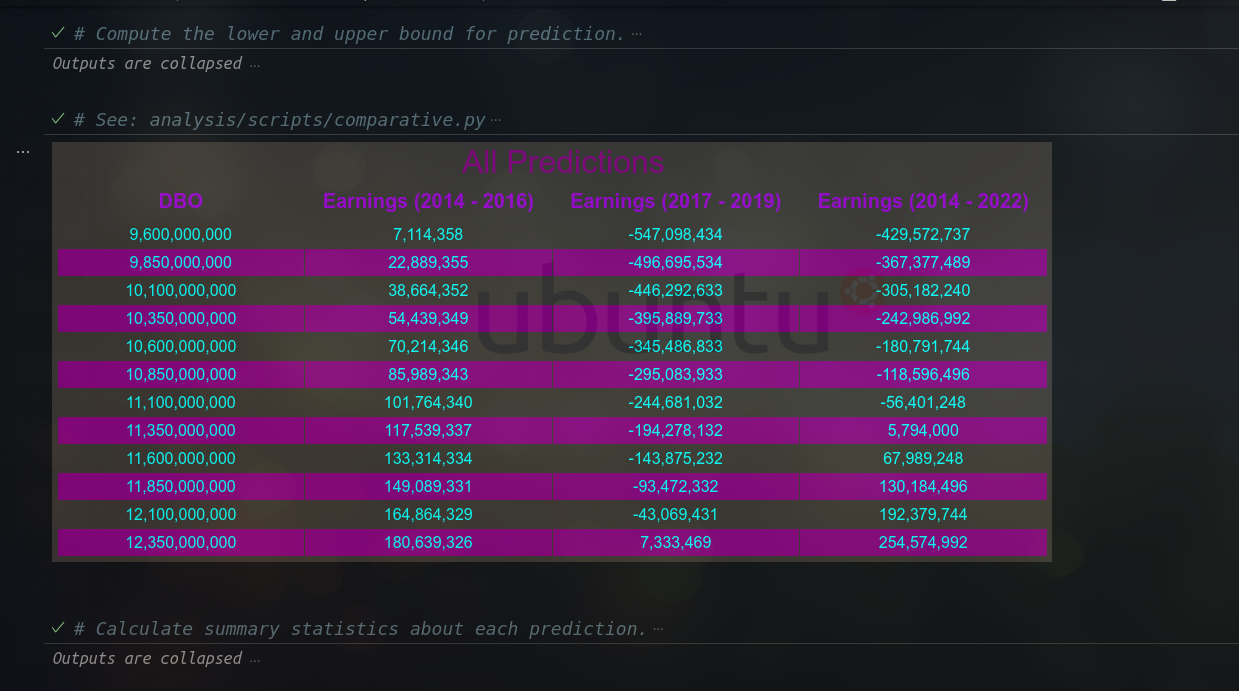 # Compute the lower and upper bound for prediction. ...
Outputs are collapsed ...
# See: analysis/scripts/comparative.py ...
...
All Predictions
DBO Earnings (2014 - 2016) Earnings (2017 - 2019) Earnings (2014 - 2022)
9,600,000,000 7,114,358 -547,098,434 -429,572,737
9,850,000,000 22,889,355 -496,695,534 -367,377,489
10,100,000,000 38,664,352 -446,292,633 -305,182,240
10,350,000,000 54,439,349 -395,889,733 -242,986,992
10,600,000,000 70,214,346 -345,486,833 -180,791,744
10,850,000,000 85,989,343 -295,083,933 -118,596,496
11,100,000,000 101,764,340 -244,681,032 -56,401,248
11,350,000,000 117,539,337 -194,278,132 5,794,000
11,600,000,000 133,314,334 -143,875,232 67,989,248
11,850,000,000 149,089,331 -93,472,332 130,184,496
12,100,000,000 164,864,329 -43,069,431 192,379,744
12,350,000,000 180,639,326 7,333,469 254,574,992
ubuntu
# Calculate summary statistics about each prediction. ...
Outputs are collapsed ...